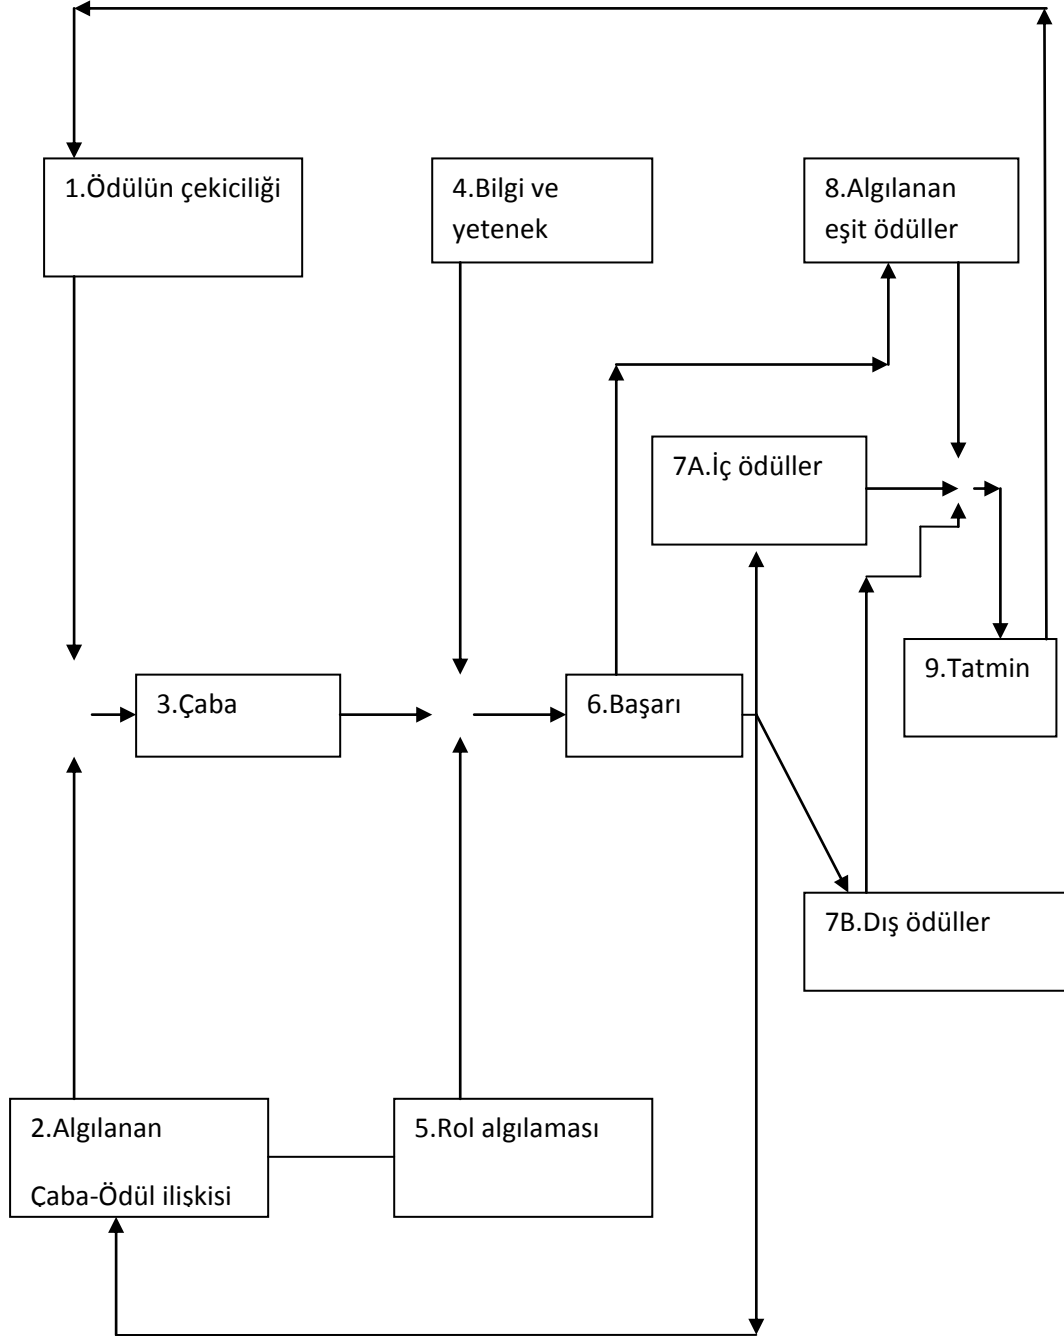 1.Ödülün çekiciliği
4.Bilgi ve
yetenek
8.Algılanan
eşit ödüller
7A.İç ödüller
9.Tatmin
3.Çaba
6.Başarı
7B.Dış ödüller
2.Algılanan
Çaba-Ödül ilişkisi
5.Rol algılaması